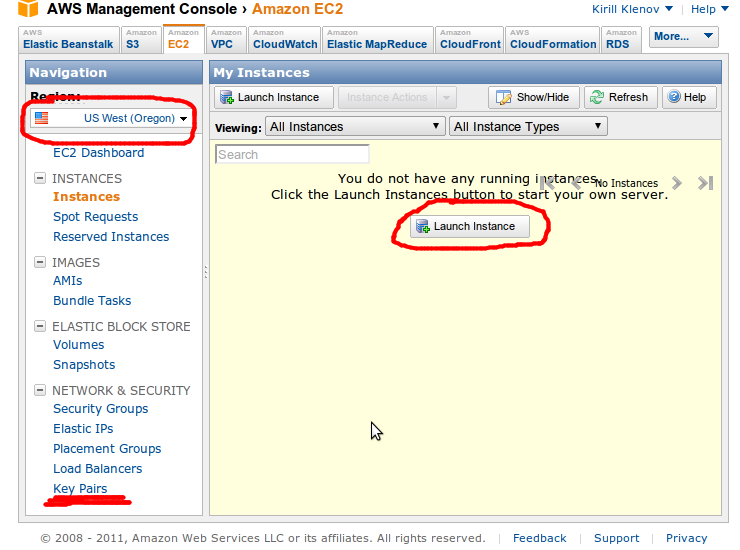 AWS Management Console › Amazon EC2
Kirill Klenov ▼ | Help ▼
AWS Elastic Beanstalk
Amazon S3
Amazon EC2
Amazon VPC
Amazon CloudWatch
Amazon Elastic MapReduce
Amazon CloudFront
AWS CloudFormation
Amazon RDS
More... ▼
Navigation
Region:
US West (Oregon) ▼
EC2 Dashboard
INSTANCES
Instances
Spot Requests
Reserved Instances
IMAGES
AMIs
Bundle Tasks
ELASTIC BLOCK STORE
Volumes
Snapshots
NETWORK & SECURITY
Security Groups
Elastic IPs
Placement Groups
Load Balancers
Key Pairs
My Instances
Launch Instance
Instance Actions
Show/Hide
Refresh
Help
Viewing: All Instances ▼ All Instance Types ▼
Search
No Instances
You do not have any running instances.
Click the Launch Instances button to start your own server.
Launch Instance
© 2008 - 2011, Amazon Web Services LLC or its affiliates. All rights reserved. | Feedback | Support | Privacy